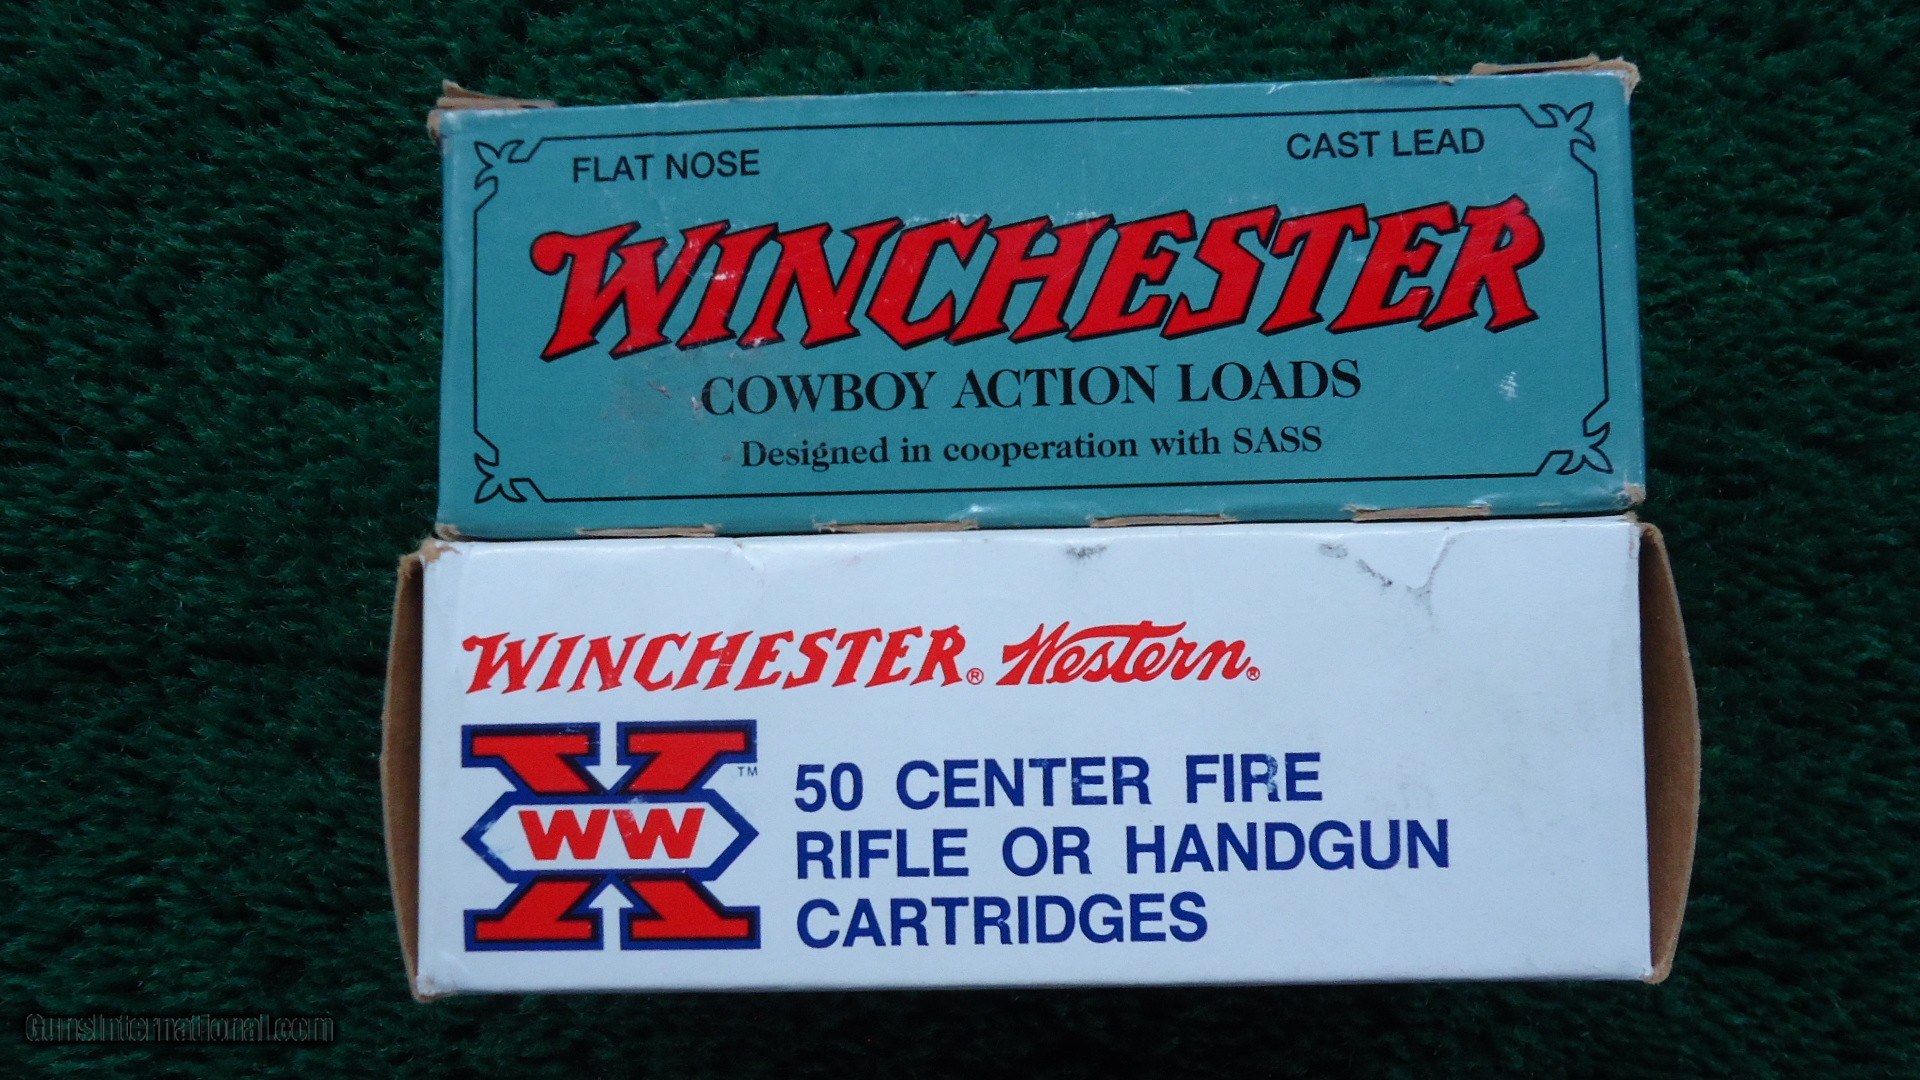 FLAT NOSE CAST LEAD
WINCHESTER
COWBOY ACTION LOADS
Designed in cooperation with SASS
WINCHESTER® Western®
X WW ™
50 CENTER FIRE
RIFLE OR HANDGUN
CARTRIDGES
GunsInternational.com